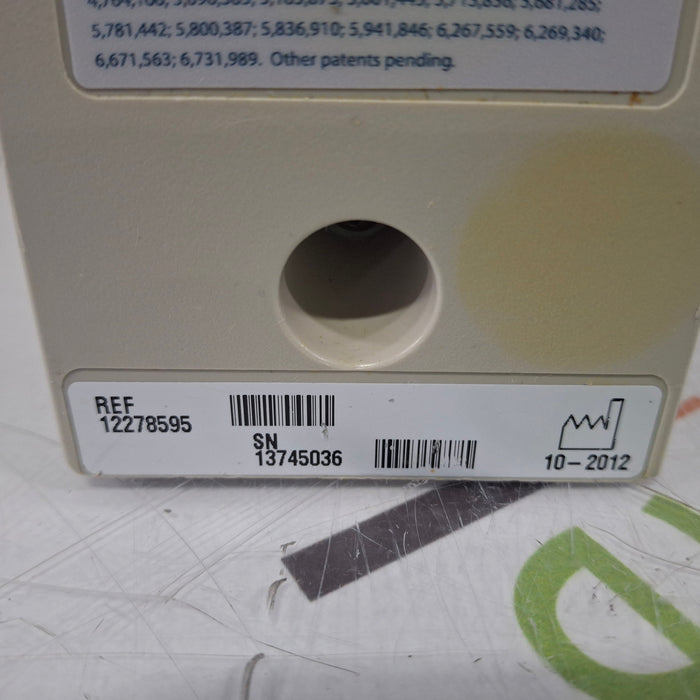 5,781,442; 5,800,387; 5,836,910; 5,941,846; 6,267,559; 6,269,340;
6,671,563; 6,731,989. Other patents pending.
REF
12278595
SN
13745036
10-2012